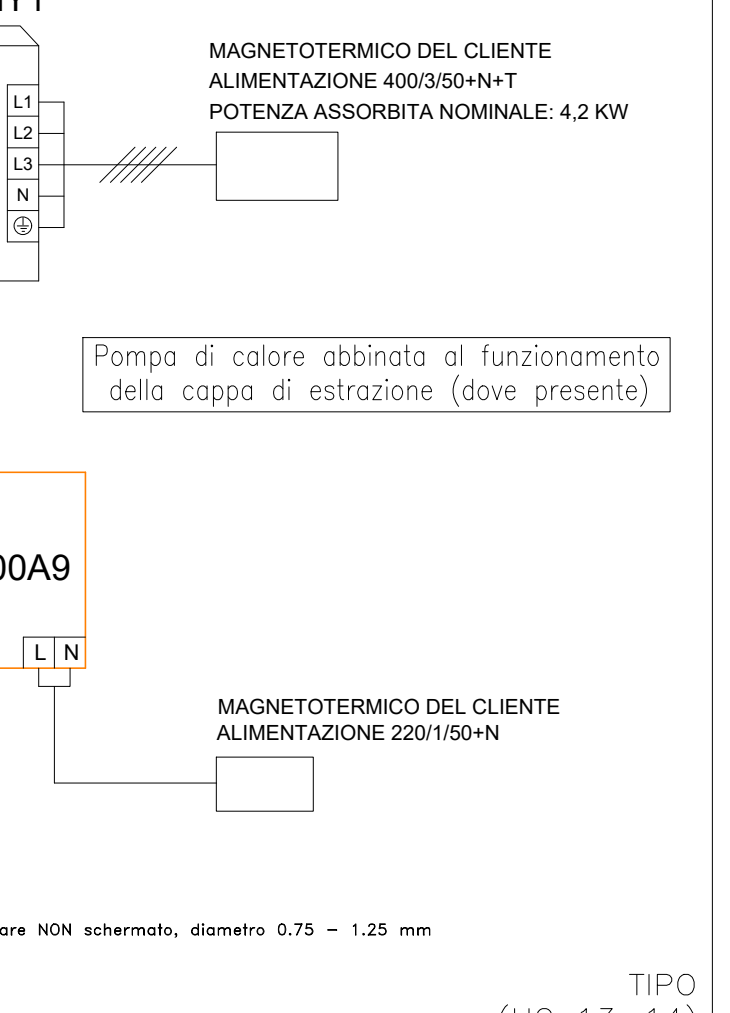 MAGNETOTERMICO DEL CLIENTE
ALIMENTAZIONE 400/3/50+N+T
POTENZA ASSORBITA NOMINALE: 4,2 KW
L1
L2
L3
N
Pompa di calore abbinata al funzionamento
della cappa di estrazione (dove presente)
00A9
L N
MAGNETOTERMICO DEL CLIENTE
ALIMENTAZIONE 220/1/50+N
are NON schermato, diametro 0.75 – 1.25 mm
TIPO